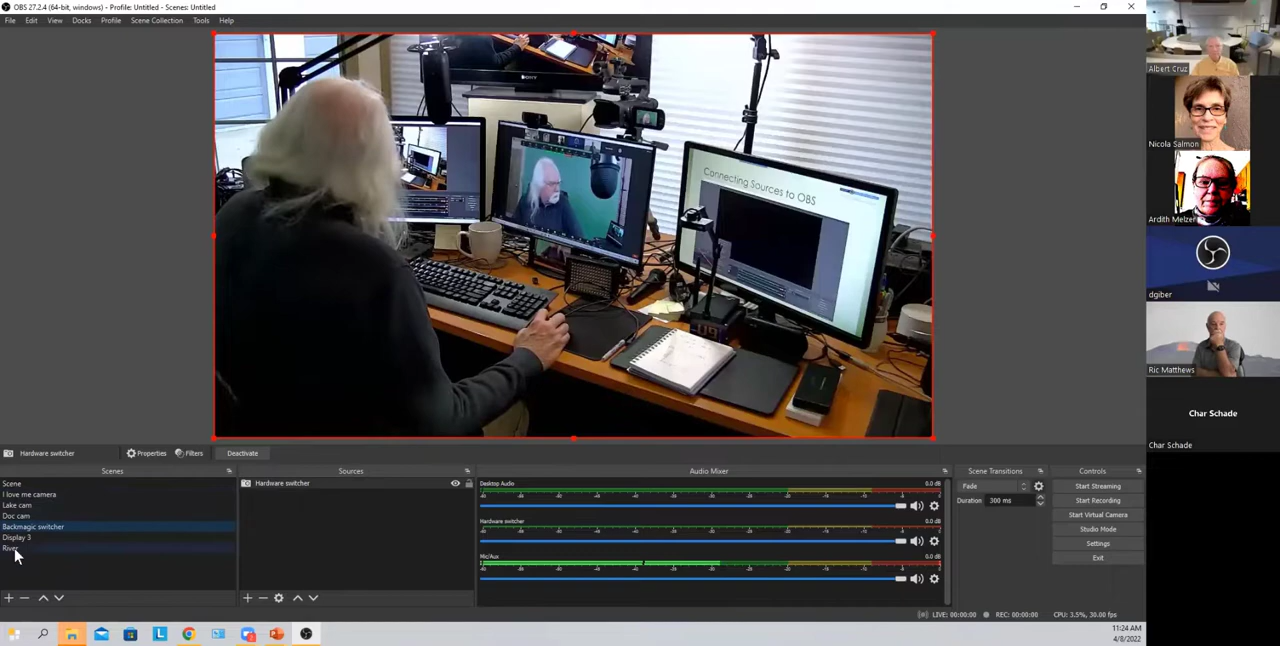 OBS 27.2.4 (64-bit, windows) - Profile: Untitled - Scenes: Untitled
File Edit View Docks Profile Scene Collection Tools Help
SONY
Connecting Sources to OBS
Albert Cruz
Nicola Salmon
Ardith Melzer
dgiber
Ric Matthews
Char Schade
Char Schade
Hardware switcher Properties Filters Deactivate
Scenes Sources Audio Mixer Scene Transitions Controls
Scene
I love me camera
Lake cam
Doc cam
Backmagic switcher
Display 3
River
Hardware switcher
Desktop Audio 0.0 dB
Hardware switcher 0.0 dB
Mic/Aux 0.0 dB
Fade
Duration 300 ms
Start Streaming
Start Recording
Start Virtual Camera
Studio Mode
Settings
Exit
LIVE: 00:00:00 REC: 00:00:00 CPU: 3.5%, 30.00 fps
11:24 AM
4/8/2022